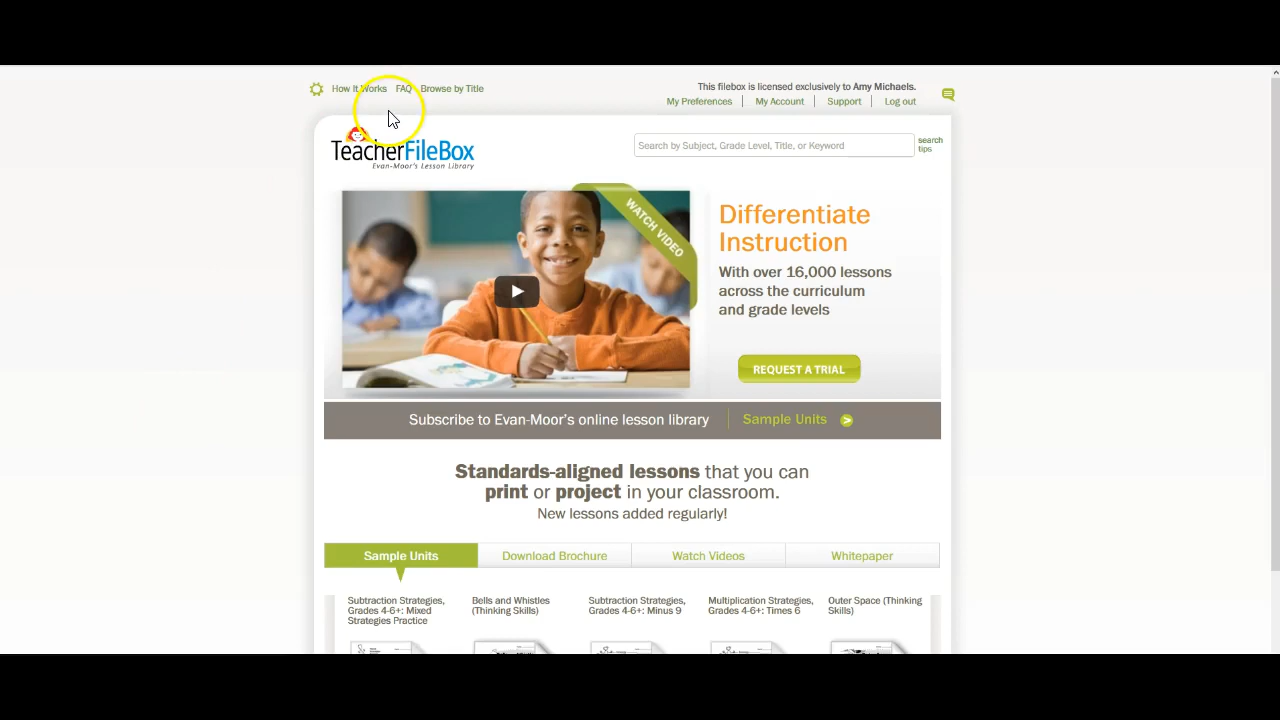 How It Works FAQ Browse by Title
This filebox is licensed exclusively to Amy Michaels.
My Preferences My Account Support Log out
TeacherFileBox
Evan-Moor's Lesson Library
Search by Subject, Grade Level, Title, or Keyword
search
tips
WATCH VIDEO
Differentiate
Instruction
With over 16,000 lessons
across the curriculum
and grade levels
REQUEST A TRIAL
Subscribe to Evan-Moor's online lesson library Sample Units >
Standards-aligned lessons that you can
print or project in your classroom.
New lessons added regularly!
Sample Units Download Brochure Watch Videos Whitepaper
Subtraction Strategies,
Grades 4-6+: Mixed
Strategies Practice
Bells and Whistles
(Thinking Skills)
Subtraction Strategies,
Grades 4-6+: Minus 9
Multiplication Strategies,
Grades 4-6+: Times 6
Outer Space (Thinking
Skills)